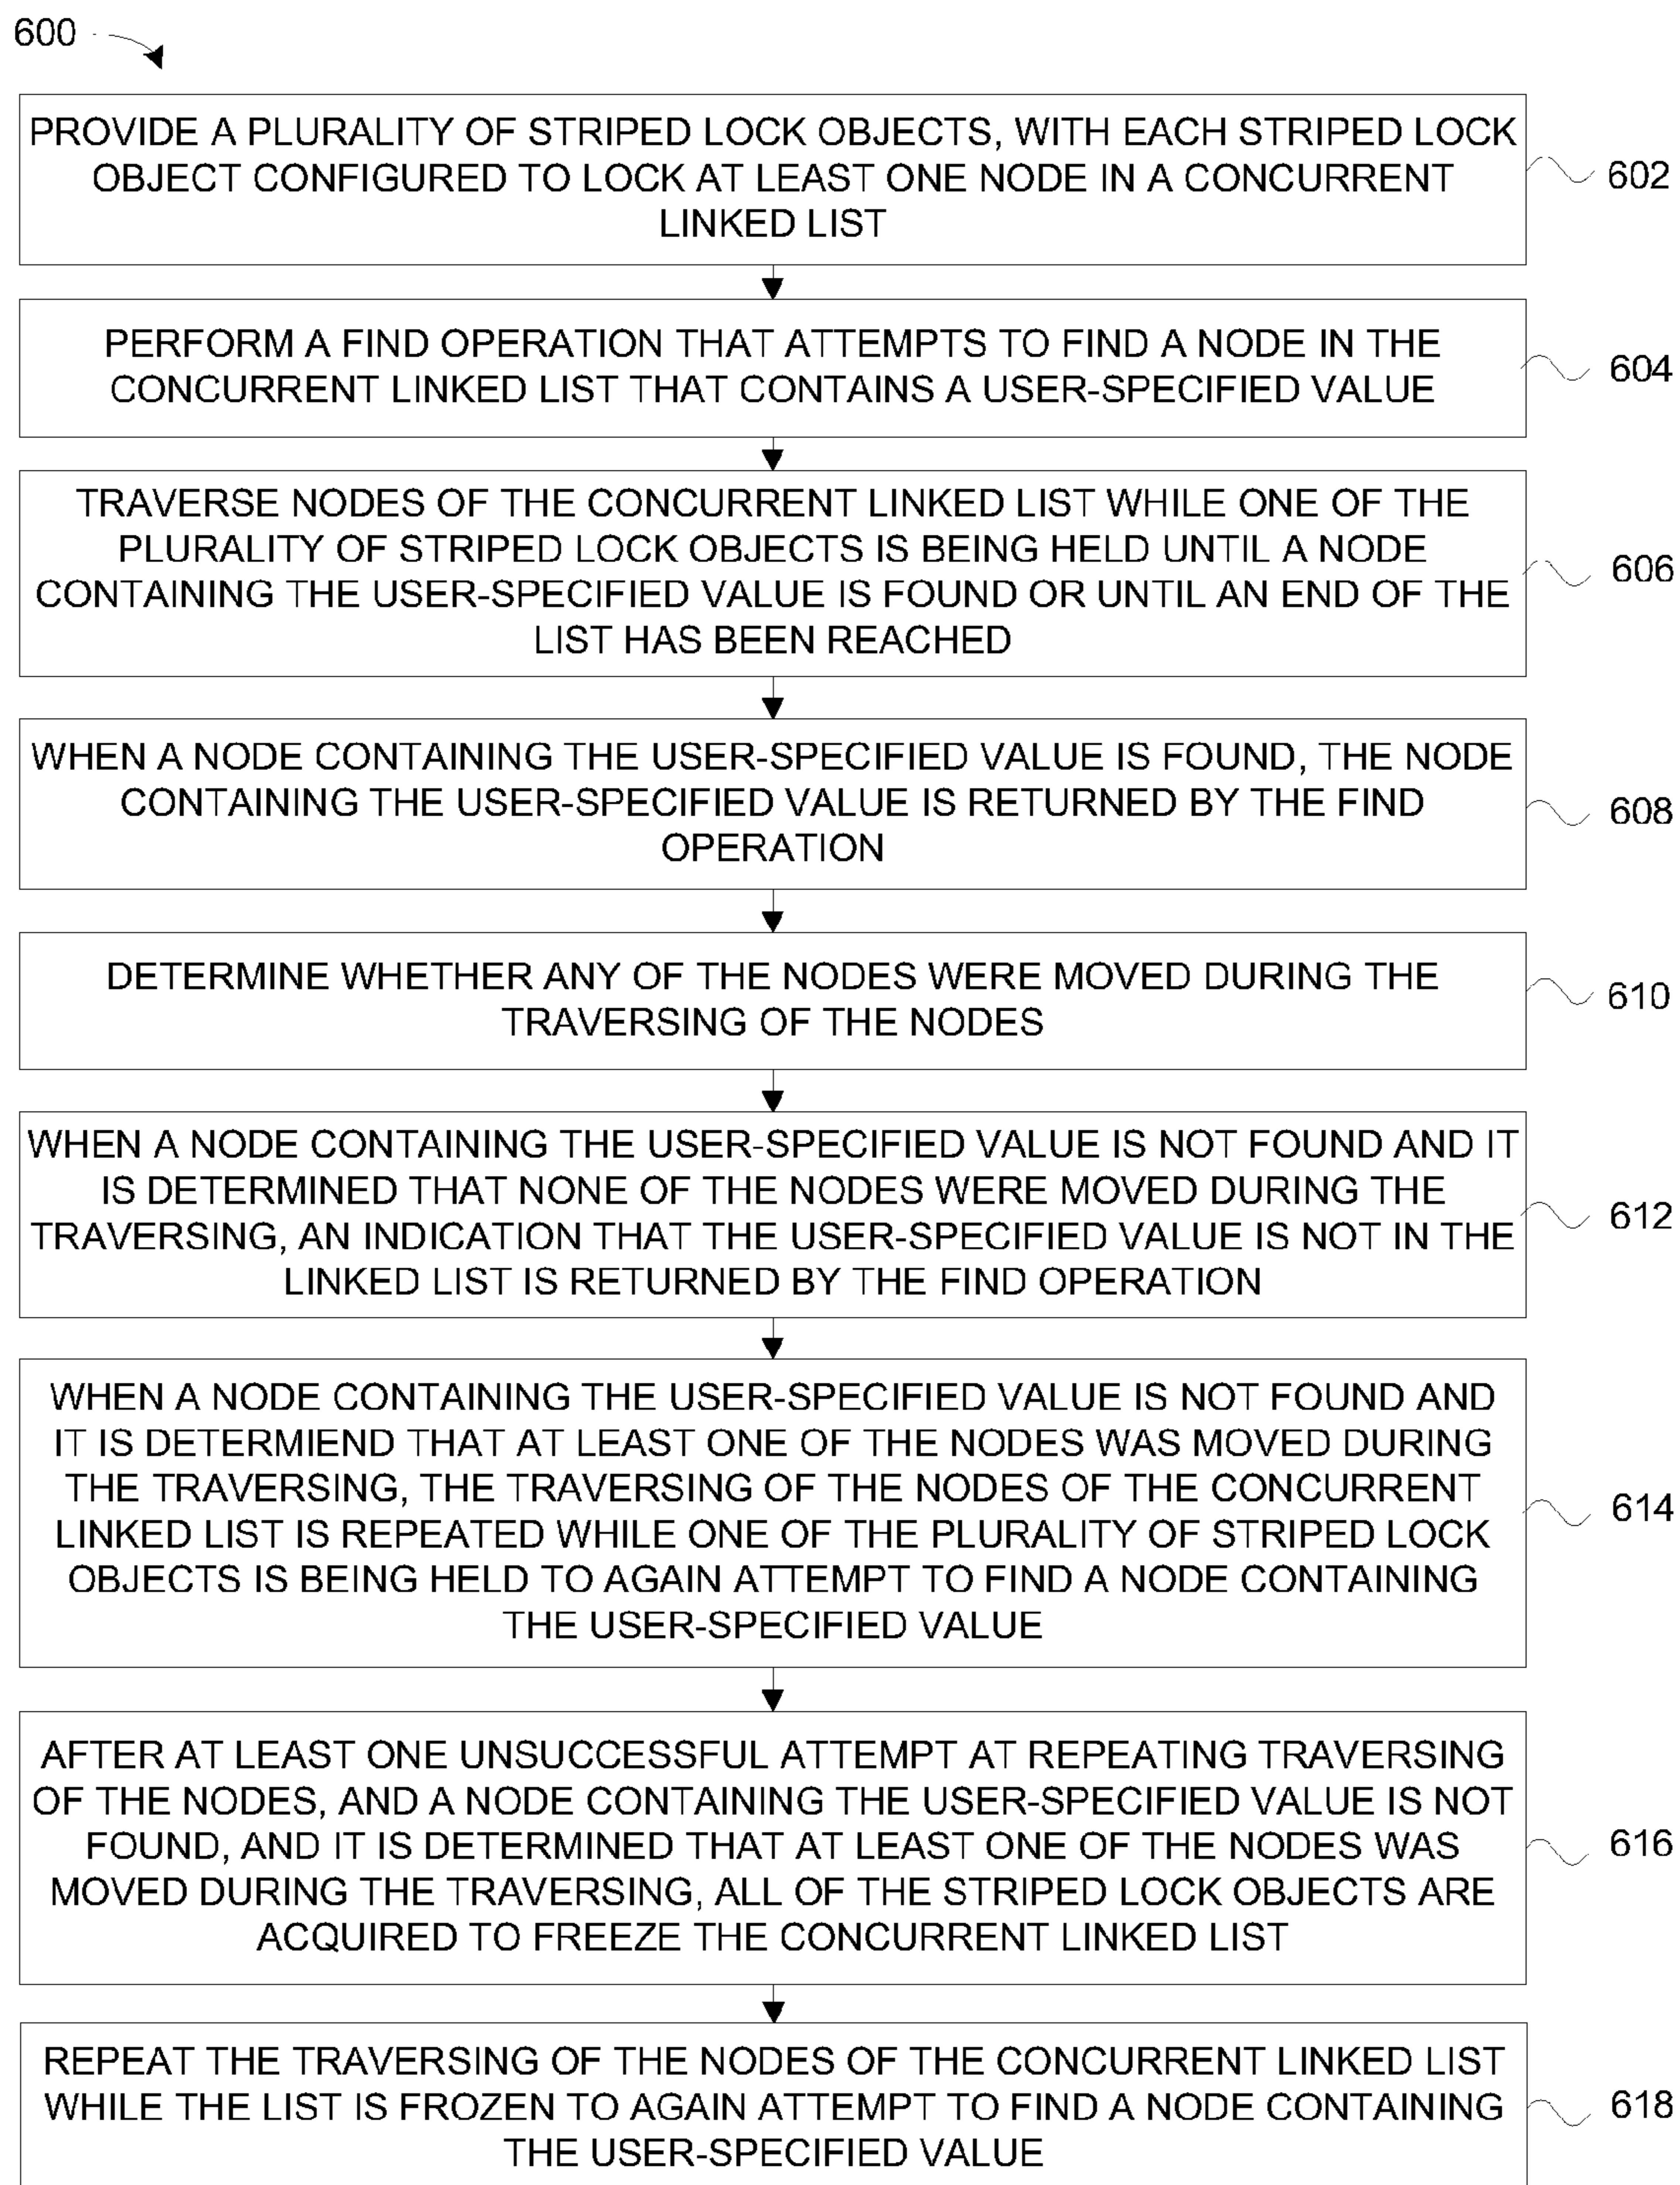 600
PROVIDE A PLURALITY OF STRIPED LOCK OBJECTS, WITH EACH STRIPED LOCK
OBJECT CONFIGURED TO LOCK AT LEAST ONE NODE IN A CONCURRENT
LINKED LIST
602
PERFORM A FIND OPERATION THAT ATTEMPTS TO FIND A NODE IN THE
CONCURRENT LINKED LIST THAT CONTAINS A USER-SPECIFIED VALUE
604
TRAVERSE NODES OF THE CONCURRENT LINKED LIST WHILE ONE OF THE
PLURALITY OF STRIPED LOCK OBJECTS IS BEING HELD UNTIL A NODE
CONTAINING THE USER-SPECIFIED VALUE IS FOUND OR UNTIL AN END OF THE
LIST HAS BEEN REACHED
606
WHEN A NODE CONTAINING THE USER-SPECIFIED VALUE IS FOUND, THE NODE
CONTAINING THE USER-SPECIFIED VALUE IS RETURNED BY THE FIND
OPERATION
608
DETERMINE WHETHER ANY OF THE NODES WERE MOVED DURING THE
TRAVERSING OF THE NODES
610
WHEN A NODE CONTAINING THE USER-SPECIFIED VALUE IS NOT FOUND AND IT
IS DETERMINED THAT NONE OF THE NODES WERE MOVED DURING THE
TRAVERSING, AN INDICATION THAT THE USER-SPECIFIED VALUE IS NOT IN THE
LINKED LIST IS RETURNED BY THE FIND OPERATION
612
WHEN A NODE CONTAINING THE USER-SPECIFIED VALUE IS NOT FOUND AND
IT IS DETERMIEND THAT AT LEAST ONE OF THE NODES WAS MOVED DURING
THE TRAVERSING, THE TRAVERSING OF THE NODES OF THE CONCURRENT
LINKED LIST IS REPEATED WHILE ONE OF THE PLURALITY OF STRIPED LOCK
OBJECTS IS BEING HELD TO AGAIN ATTEMPT TO FIND A NODE CONTAINING
THE USER-SPECIFIED VALUE
614
AFTER AT LEAST ONE UNSUCCESSFUL ATTEMPT AT REPEATING TRAVERSING
OF THE NODES, AND A NODE CONTAINING THE USER-SPECIFIED VALUE IS NOT
FOUND, AND IT IS DETERMINED THAT AT LEAST ONE OF THE NODES WAS
MOVED DURING THE TRAVERSING, ALL OF THE STRIPED LOCK OBJECTS ARE
ACQUIRED TO FREEZE THE CONCURRENT LINKED LIST
616
REPEAT THE TRAVERSING OF THE NODES OF THE CONCURRENT LINKED LIST
WHILE THE LIST IS FROZEN TO AGAIN ATTEMPT TO FIND A NODE CONTAINING
THE USER-SPECIFIED VALUE
618